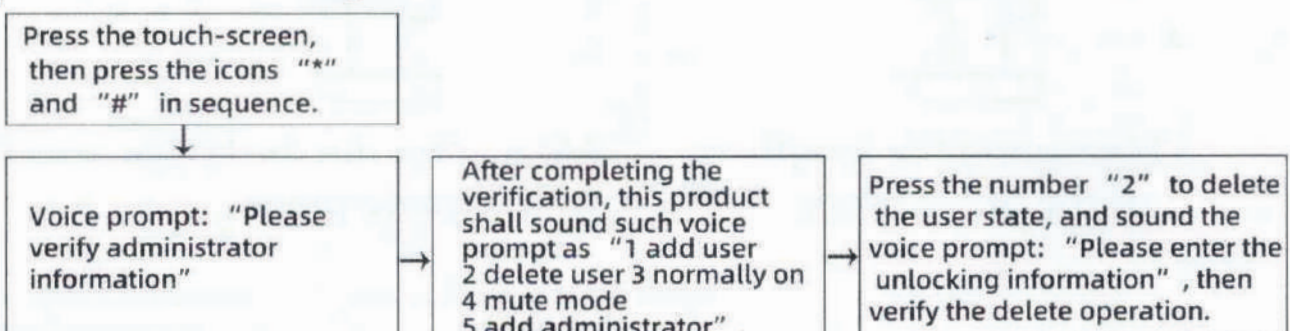 Press the touch-screen,
then press the icons "*"
and "#" in sequence.
Voice prompt: "Please
verify administrator
information"
After completing the
verification, this product
shall sound such voice
prompt as "1 add user
2 delete user 3 normally on
4 mute mode
5 add administrator".
Press the number "2" to delete
the user state, and sound the
voice prompt: "Please enter the
unlocking information" , then
verify the delete operation.